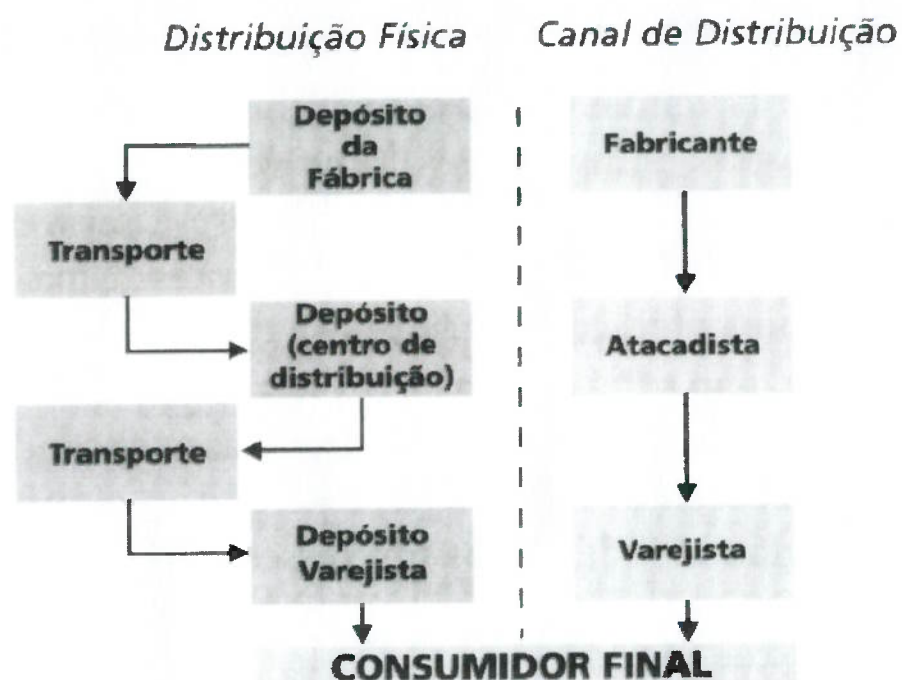 Distribuição Física
Canal de Distribuição
Depósito
da
Fábrica
Fabricante
Transporte
Depósito
(centro de
distribuição)
Atacadista
Transporte
Depósito
Varejista
Varejista
CONSUMIDOR FINAL